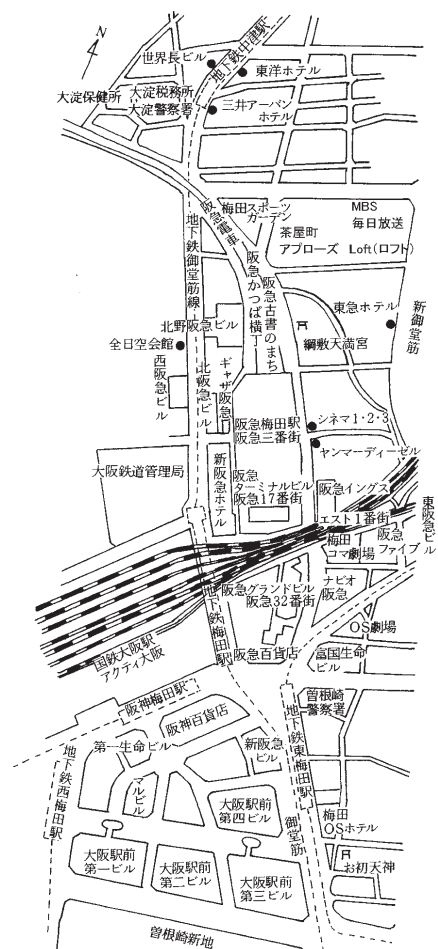 N
世界長ビル
地下鉄中津駅
東洋ホテル
大淀税務所
大淀保健所
大淀警察署
三井アーバン
ホテル
梅田スポーツ
ガーデン
MBS
毎日放送
茶屋町
アプローズ
Loft(ロフト)
阪急電車
地下鉄御堂筋線
阪急かっぱ横丁
阪急古書のまち
東急ホテル
新御堂筋
北野阪急ビル
綱敷天満宮
全日空会館
西阪急ビル
北阪急ビル
ギャザ阪急
シネマ1・2・3
阪急梅田駅
阪急三番街
ヤンマーディーゼル
大阪鉄道管理局
新阪急ホテル
阪急
ターミナルビル
阪急17番街
阪急イングス
エスト1番街
東阪急ビル
梅田
コマ劇場
阪急
ファイブ
地下鉄梅田駅
阪急グランドビル
阪急32番街
ナビオ
阪急
OS劇場
国鉄大阪駅
アクティ大阪
阪急百貨店
富国生命
ビル
阪神梅田駅
曽根崎
警察署
阪神百貨店
地下鉄東梅田駅
第一生命ビル
新阪急
ビル
地下鉄西梅田駅
マルビル
大阪駅前
第四ビル
御堂筋
梅田
OSホテル
大阪駅前
第一ビル
大阪駅前
第二ビル
大阪駅前
第三ビル
お初天神
曽根崎新地